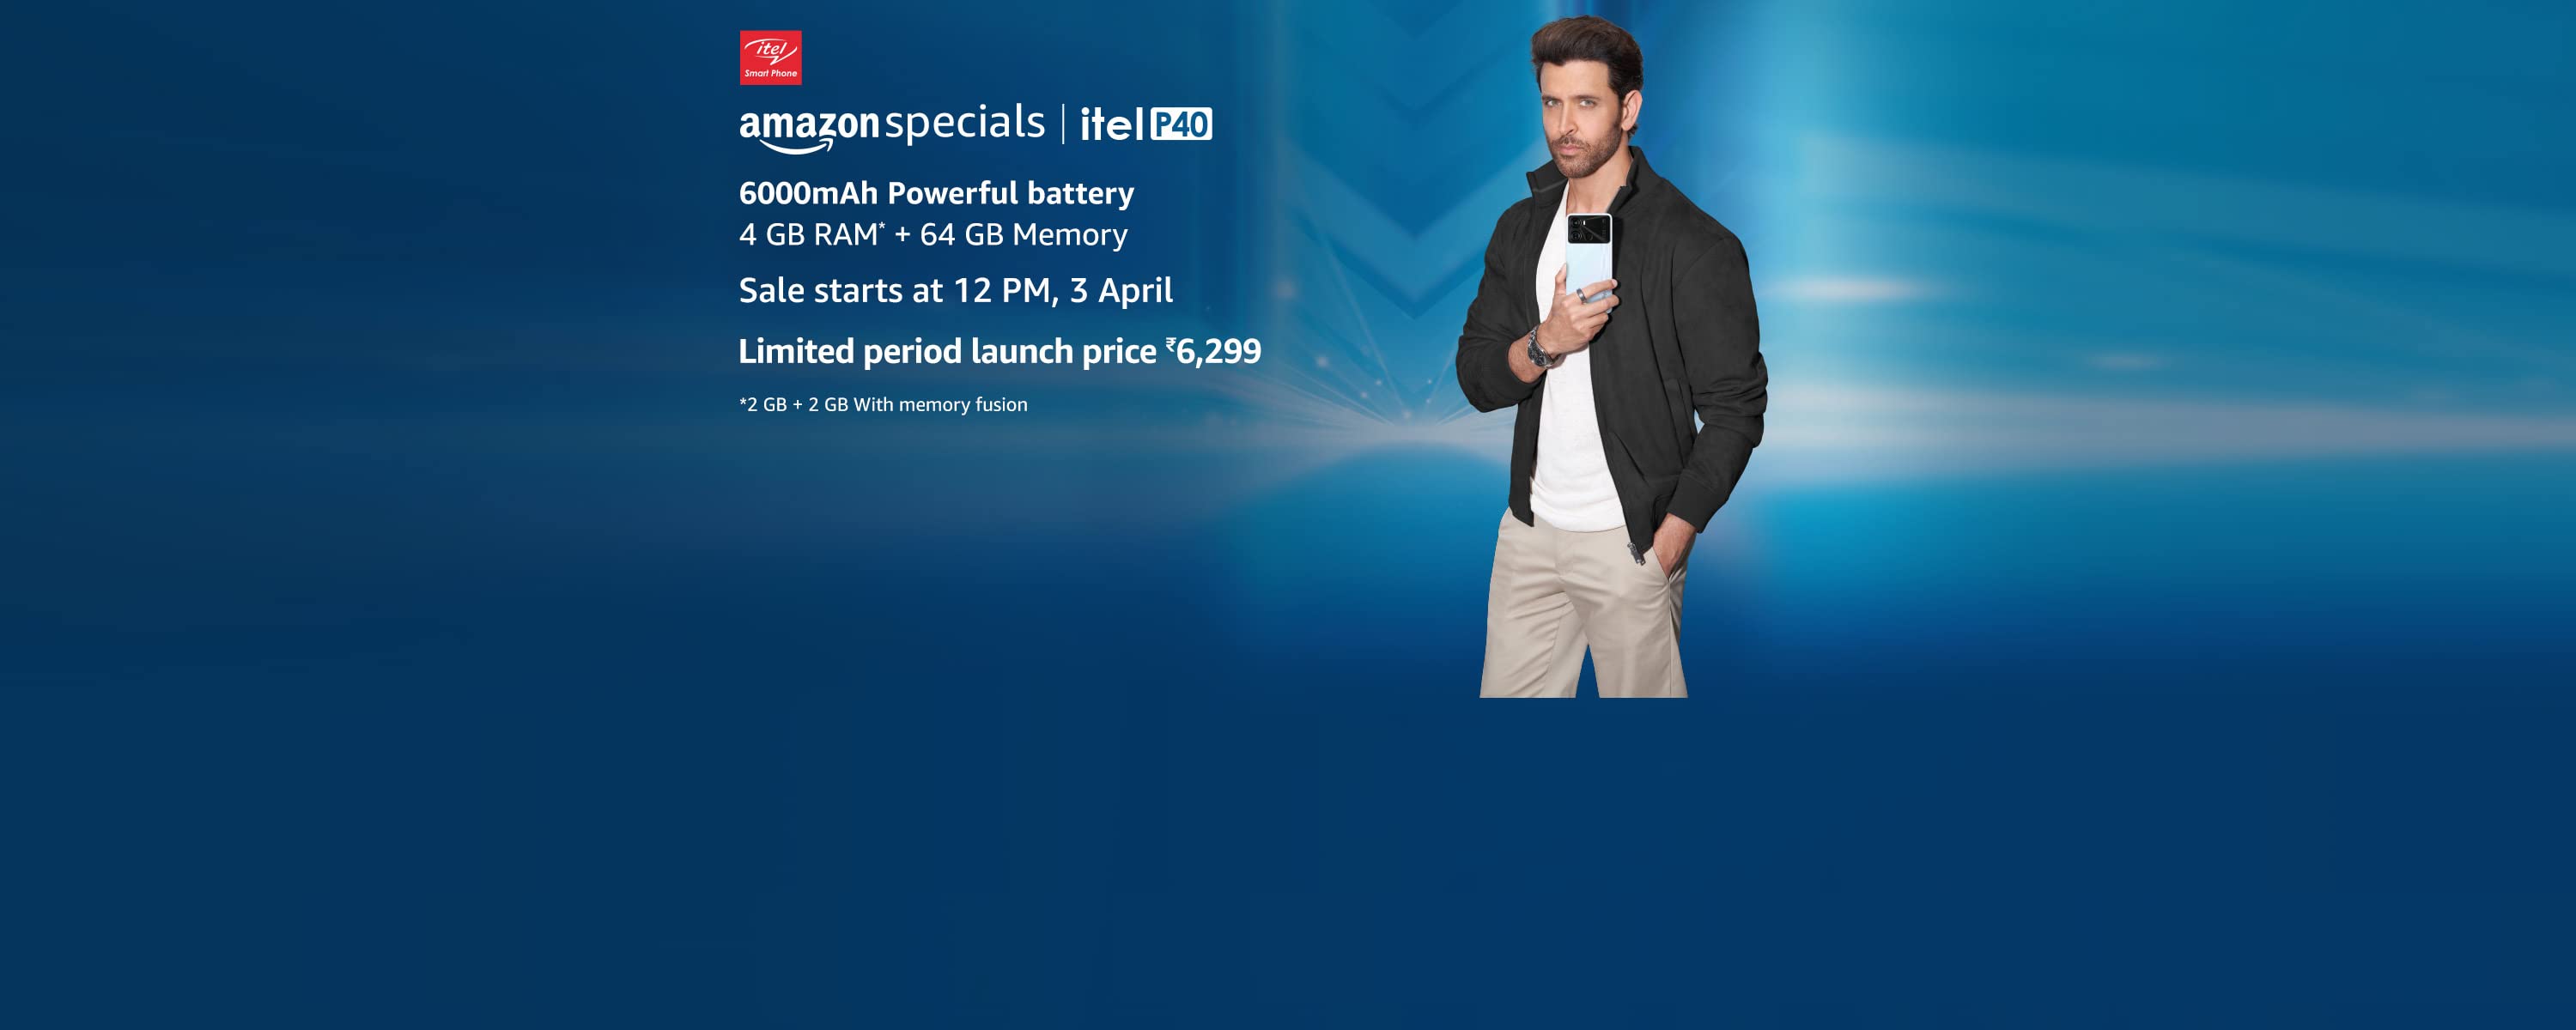 itel
Smart Phone
amazon specials | itel P40
6000mAh Powerful battery
4 GB RAM* + 64 GB Memory
Sale starts at 12 PM, 3 April
Limited period launch price ₹6,299
*2 GB + 2 GB With memory fusion